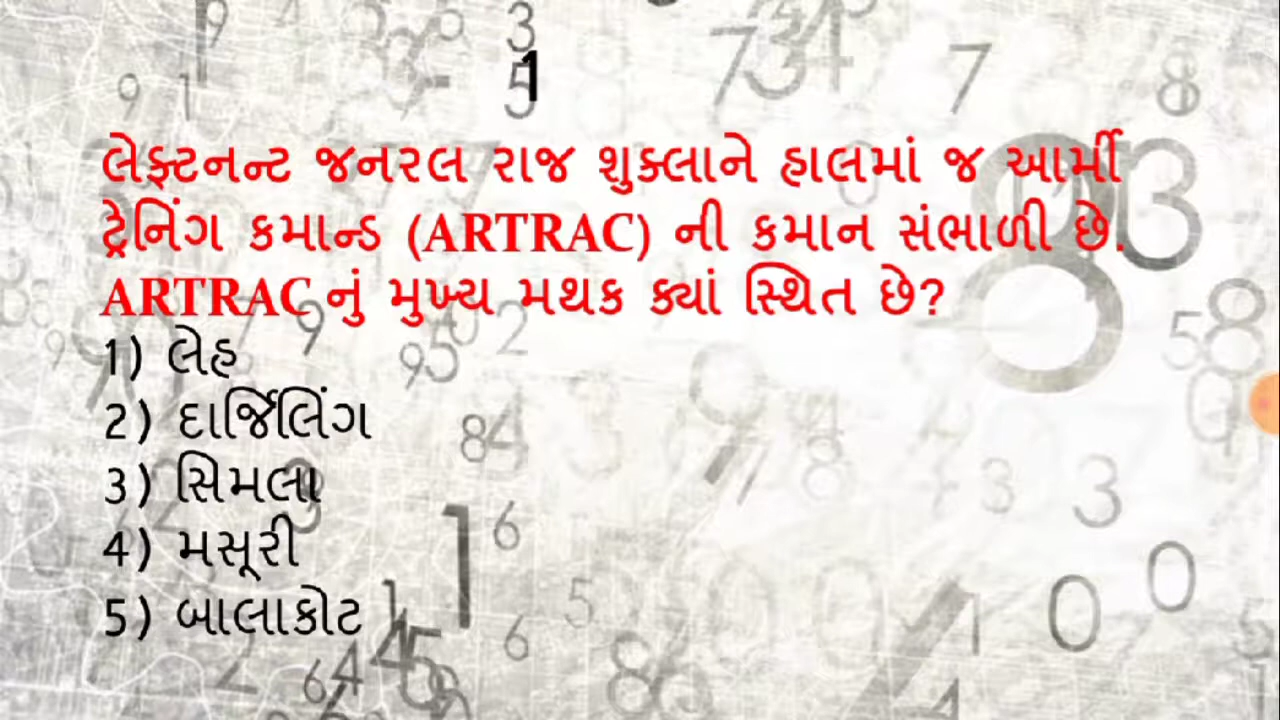 1
લેફ્ટનન્ટ જનરલ રાજ શુક્લાને હાલમાં જ આર્મી
ટ્રેનિંગ કમાન્ડ (ARTRAC) ની કમાન સંભાળી છે.
ARTRAC નું મુખ્ય મથક ક્યાં સ્થિત છે?
1) લેહ
2) દાર્જિલિંગ
3) સિમલા
4) મસૂરી
5) બાલાકોટ